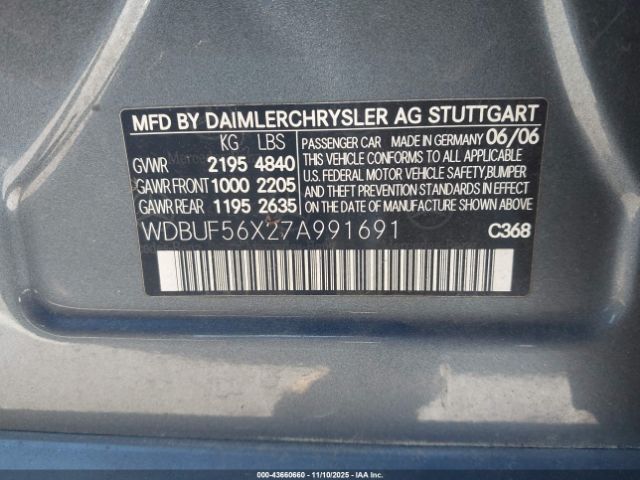 MFD BY DAIMLERCHRYSLER AG STUTTGART
KG LBS
GVWR 2195 4840
GAWR FRONT 1000 2205
GAWR REAR 1195 2635
PASSENGER CAR MADE IN GERMANY 06/06
THIS VEHICLE CONFORMS TO ALL APPLICABLE
U.S. FEDERAL MOTOR VEHICLE SAFETY, BUMPER
AND THEFT PREVENTION STANDARDS IN EFFECT
ON THE DATE OF MANUFACTURE SHOWN ABOVE.
WDBUF56X27A991691 C368
000-43660660 - 11/10/2025 - IAAI.COM